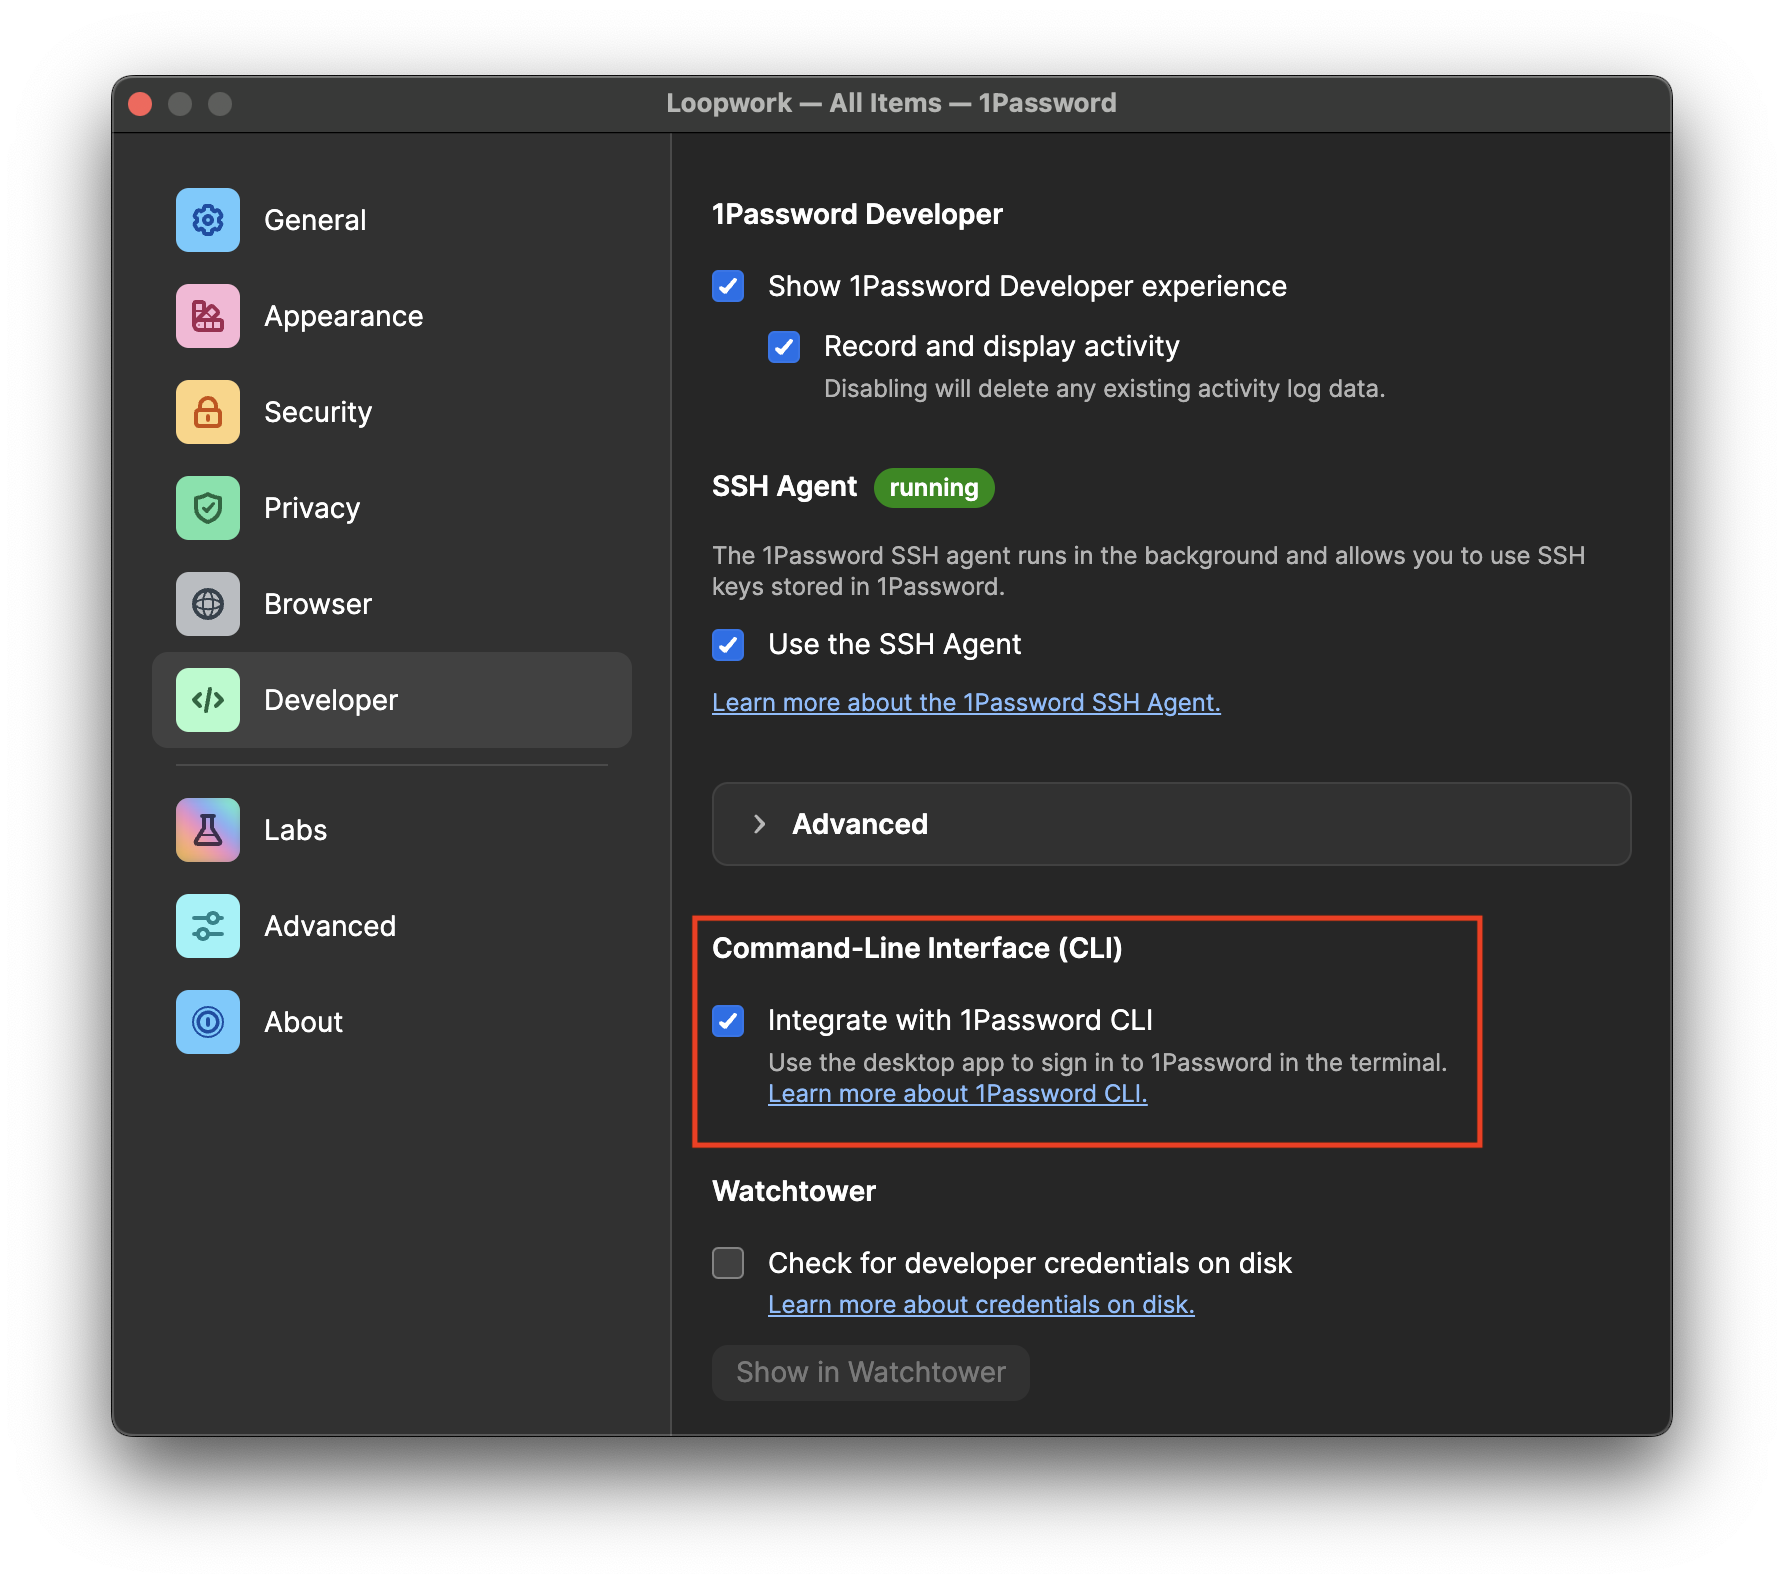 Loopwork — All Items — 1Password
General
Appearance
Security
Privacy
Browser
Developer
Labs
Advanced
About
1Password Developer
Show 1Password Developer experience
Record and display activity
Disabling will delete any existing activity log data.
SSH Agent running
The 1Password SSH agent runs in the background and allows you to use SSH
keys stored in 1Password.
Use the SSH Agent
Learn more about the 1Password SSH Agent.
Advanced
Command-Line Interface (CLI)
Integrate with 1Password CLI
Use the desktop app to sign in to 1Password in the terminal.
Learn more about 1Password CLI.
Watchtower
Check for developer credentials on disk
Learn more about credentials on disk.
Show in Watchtower